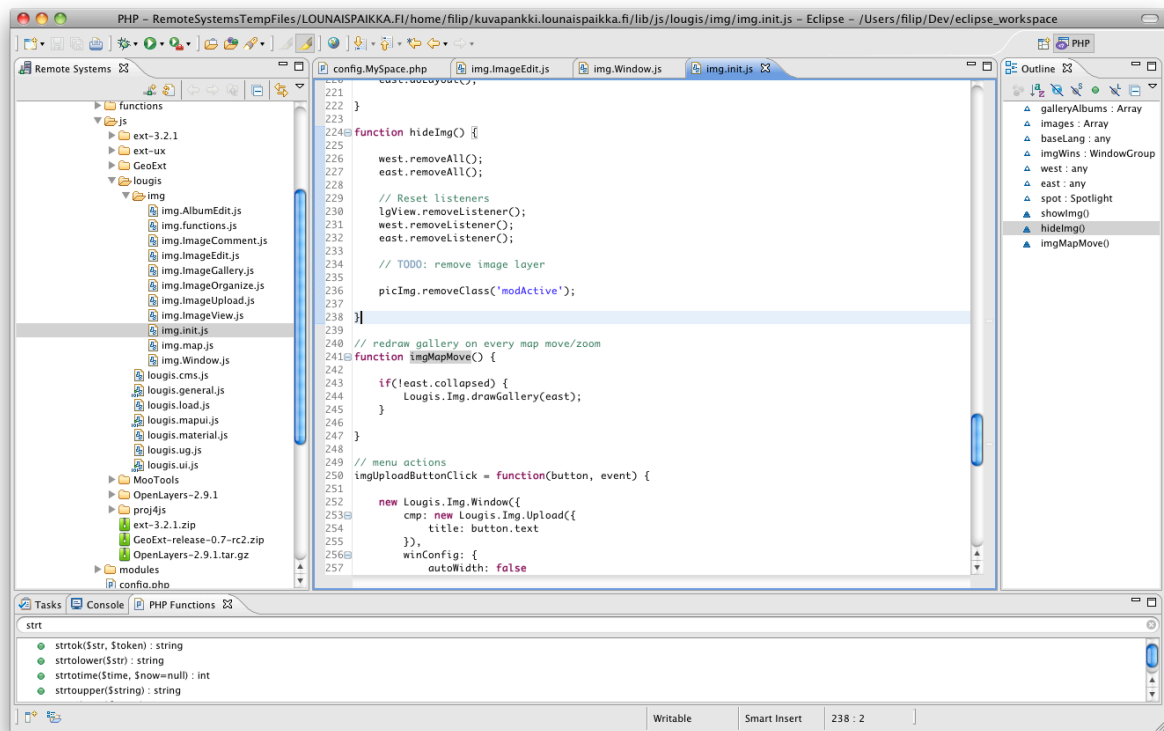 PHP – RemoteSystemsTempFiles/LOUNAISPAIKKA.FI/home/filip/kuvapankki.lounaispaikka.fi/lib/js/lougis/img/img.init.js – Eclipse – /Users/filip/Dev/eclipse_workspace
PHP
Remote Systems
functions
js
ext-3.2.1
ext-ux
GeoExt
lougis
img
img.AlbumEdit.js
img.functions.js
img.ImageComment.js
img.ImageEdit.js
img.ImageGallery.js
img.ImageOrganize.js
img.ImageUpload.js
img.ImageView.js
img.init.js
img.map.js
img.Window.js
lougis.cms.js
lougis.general.js
lougis.load.js
lougis.mapui.js
lougis.material.js
lougis.ug.js
lougis.ui.js
MooTools
OpenLayers-2.9.1
proj4js
ext-3.2.1.zip
GeoExt-release-0.7-rc2.zip
OpenLayers-2.9.1.tar.gz
modules
config.php
config.MySpace.php img.ImageEdit.js img.Window.js img.init.js
220 east.doLayout();
221
222 }
223
224 function hideImg() {
225
226 west.removeAll();
227 east.removeAll();
228
229 // Reset listeners
230 lgView.removeListener();
231 west.removeListener();
232 east.removeListener();
233
234 // TODO: remove image layer
235
236 picImg.removeClass('modActive');
237
238 }
239
240 // redraw gallery on every map move/zoom
241 function imgMapMove() {
242
243 if(!east.collapsed) {
244 Lougis.Img.drawGallery(east);
245 }
246
247 }
248
249 // menu actions
250 imgUploadButtonClick = function(button, event) {
251
252 new Lougis.Img.Window({
253 cmp: new Lougis.Img.Upload({
254 title: button.text
255 }),
256 winConfig: {
257 autoWidth: false
Outline
galleryAlbums : Array
images : Array
baseLang : any
imgWins : WindowGroup
west : any
east : any
spot : Spotlight
showImg()
hideImg()
imgMapMove()
Tasks Console PHP Functions
strt
strtok($str, $token) : string
strtolower($str) : string
strtotime($time, $now=null) : int
strtoupper($string) : string
Writable Smart Insert 238 : 2